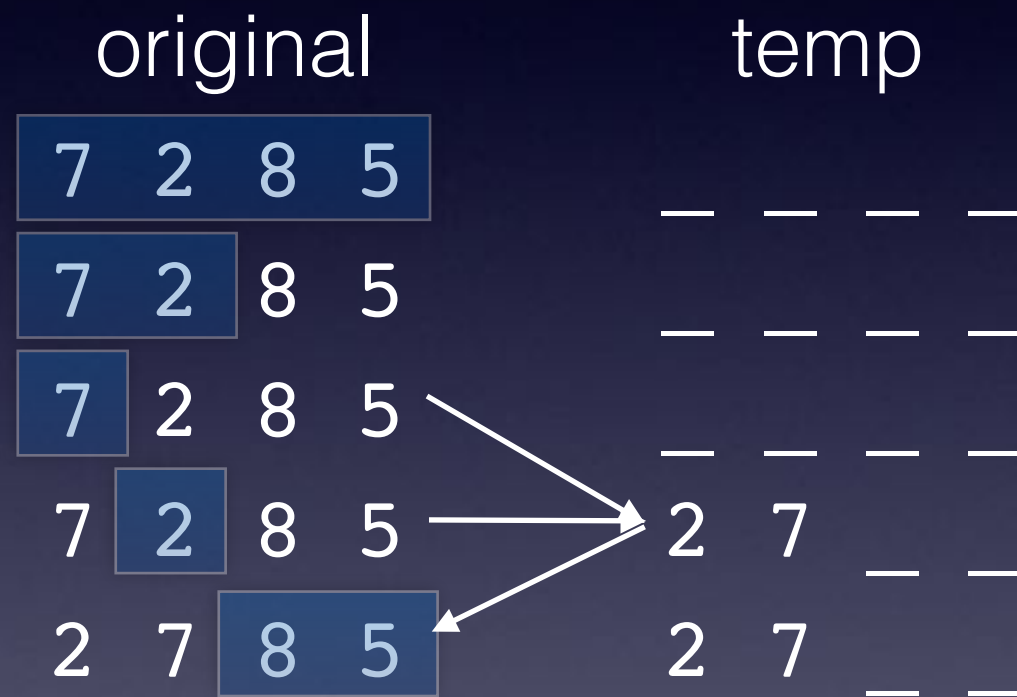 original temp
7 2 8 5 _ _ _ _
7 2 8 5 _ _ _ _
7 2 8 5 _ _ _ _
7 2 8 5 2 7 _ _
2 7 8 5 2 7 _ _